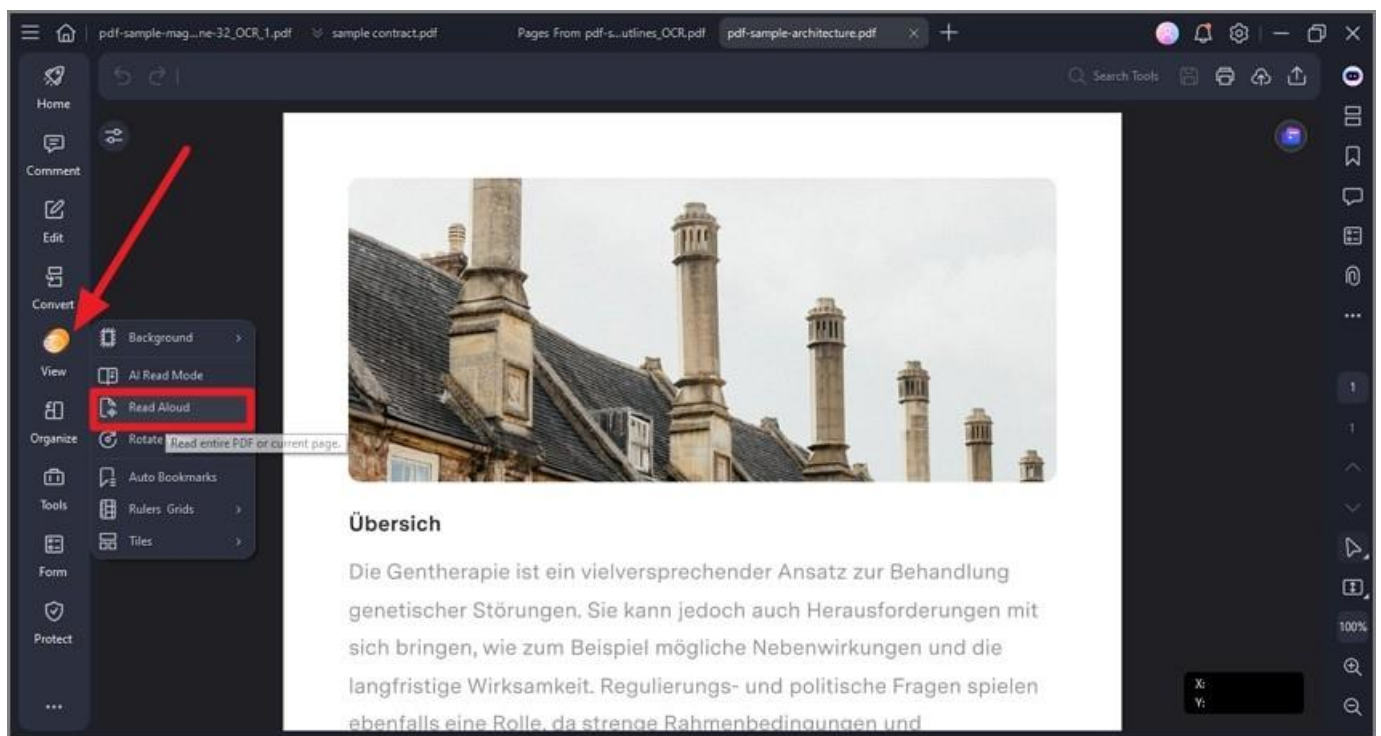 pdf-sample-mag...ne-32_OCR_1.pdf
sample contract.pdf
Pages From pdf-s...utlines_OCR.pdf
pdf-sample-architecture.pdf
Search Tools
Home
Comment
Edit
Convert
View
Organize
Tools
Form
Protect
Background
AI Read Mode
Read Aloud
Rotate
Read entire PDF or current page.
Auto Bookmarks
Rulers Grids
Tiles
Übersich
Die Gentherapie ist ein vielversprechender Ansatz zur Behandlung
genetischer Störungen. Sie kann jedoch auch Herausforderungen mit
sich bringen, wie zum Beispiel mögliche Nebenwirkungen und die
langfristige Wirksamkeit. Regulierungs- und politische Fragen spielen
ebenfalls eine Rolle, da strenge Rahmenbedingungen und
1
1
100%
X:
Y: